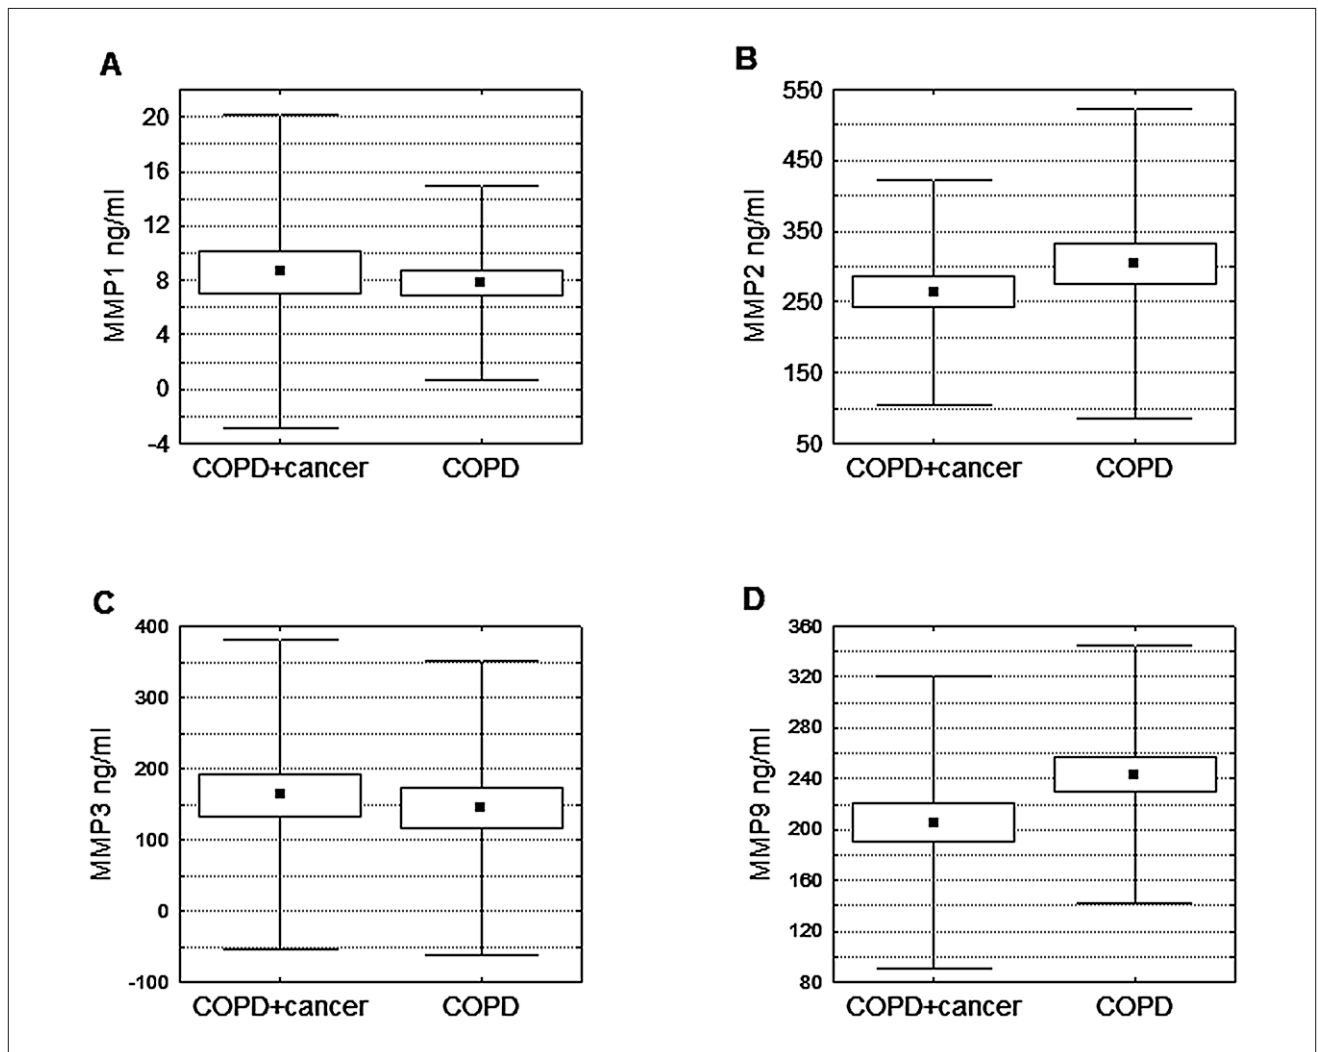 A
MMP1 ng/ml
20
16
12
8
4
0
-4
COPD+cancer COPD
B
MMP2 ng/ml
550
450
350
250
150
50
COPD+cancer COPD
C
MMP3 ng/ml
400
300
200
100
0
-100
COPD+cancer COPD
D
MMP9 ng/ml
360
320
280
240
200
160
120
80
COPD+cancer COPD